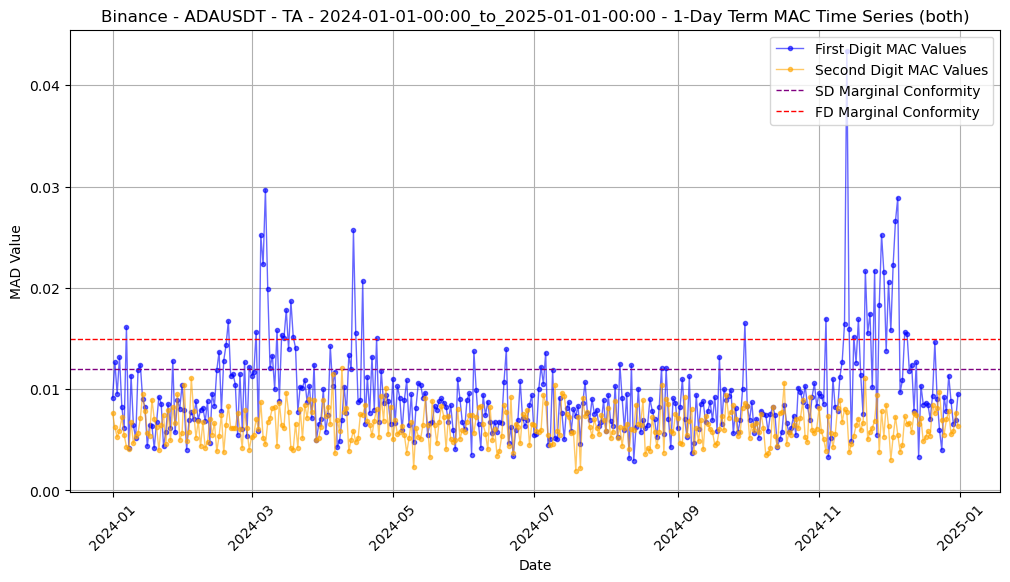 Binance - ADAUSDT - TA - 2024-01-01-00:00_to_2025-01-01-00:00 - 1-Day Term MAC Time Series (both)
First Digit MAC Values
Second Digit MAC Values
SD Marginal Conformity
FD Marginal Conformity
MAD Value
0.04
0.03
0.02
0.01
0.00
2024-01
2024-03
2024-05
2024-07
2024-09
2024-11
2025-01
Date